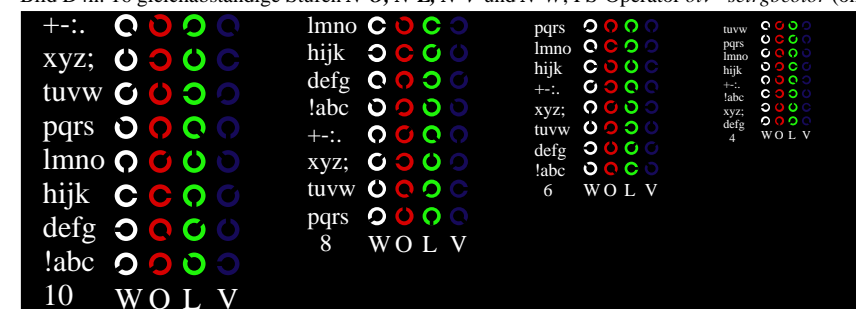 +-:.
xyz;
tuvw
pqrs
lmno
hijk
defg
!abc
10 W O L V
lmno
hijk
defg
!abc
+-:.
xyz;
tuvw
pqrs
8 W O L V
pqrs
lmno
hijk
+-:.
xyz;
tuvw
defg
!abc
6 W O L V
tuvw
pqrs
lmno
hijk
+-:.
!abc
xyz;
defg
4 W O L V